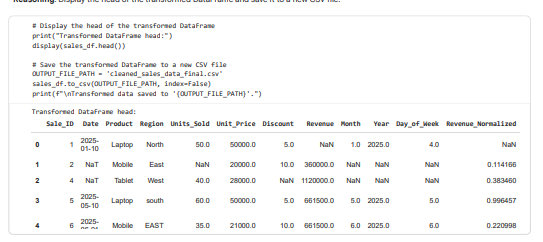 Reasoning: Display the head of the transformed DataFrame and save it to a new CSV file.
# Display the head of the transformed DataFrame
print("Transformed DataFrame head:")
display(sales_df.head())
# Save the transformed DataFrame to a new CSV file
OUTPUT_FILE_PATH = 'cleaned_sales_data_final.csv'
sales_df.to_csv(OUTPUT_FILE_PATH, index=False)
print(f"\nTransformed data saved to '{OUTPUT_FILE_PATH}'.")
Transformed DataFrame head:
Sale_ID Date Product Region Units_Sold Unit_Price Discount Revenue Month Year Day_of_Week Revenue_Normalized
0 1 2025-01-10 Laptop North 50.0 50000.0 5.0 NaN 1.0 2025.0 4.0 NaN
1 2 NaT Mobile East NaN 20000.0 10.0 360000.0 NaN NaN NaN 0.114166
2 4 NaT Tablet West 40.0 28000.0 NaN 1120000.0 NaN NaN NaN 0.383460
3 5 2025-05-10 Laptop south 60.0 50000.0 5.0 661500.0 5.0 2025.0 5.0 0.996457
4 6 2025- Mobile EAST 35.0 21000.0 10.0 661500.0 6.0 2025.0 6.0 0.220998